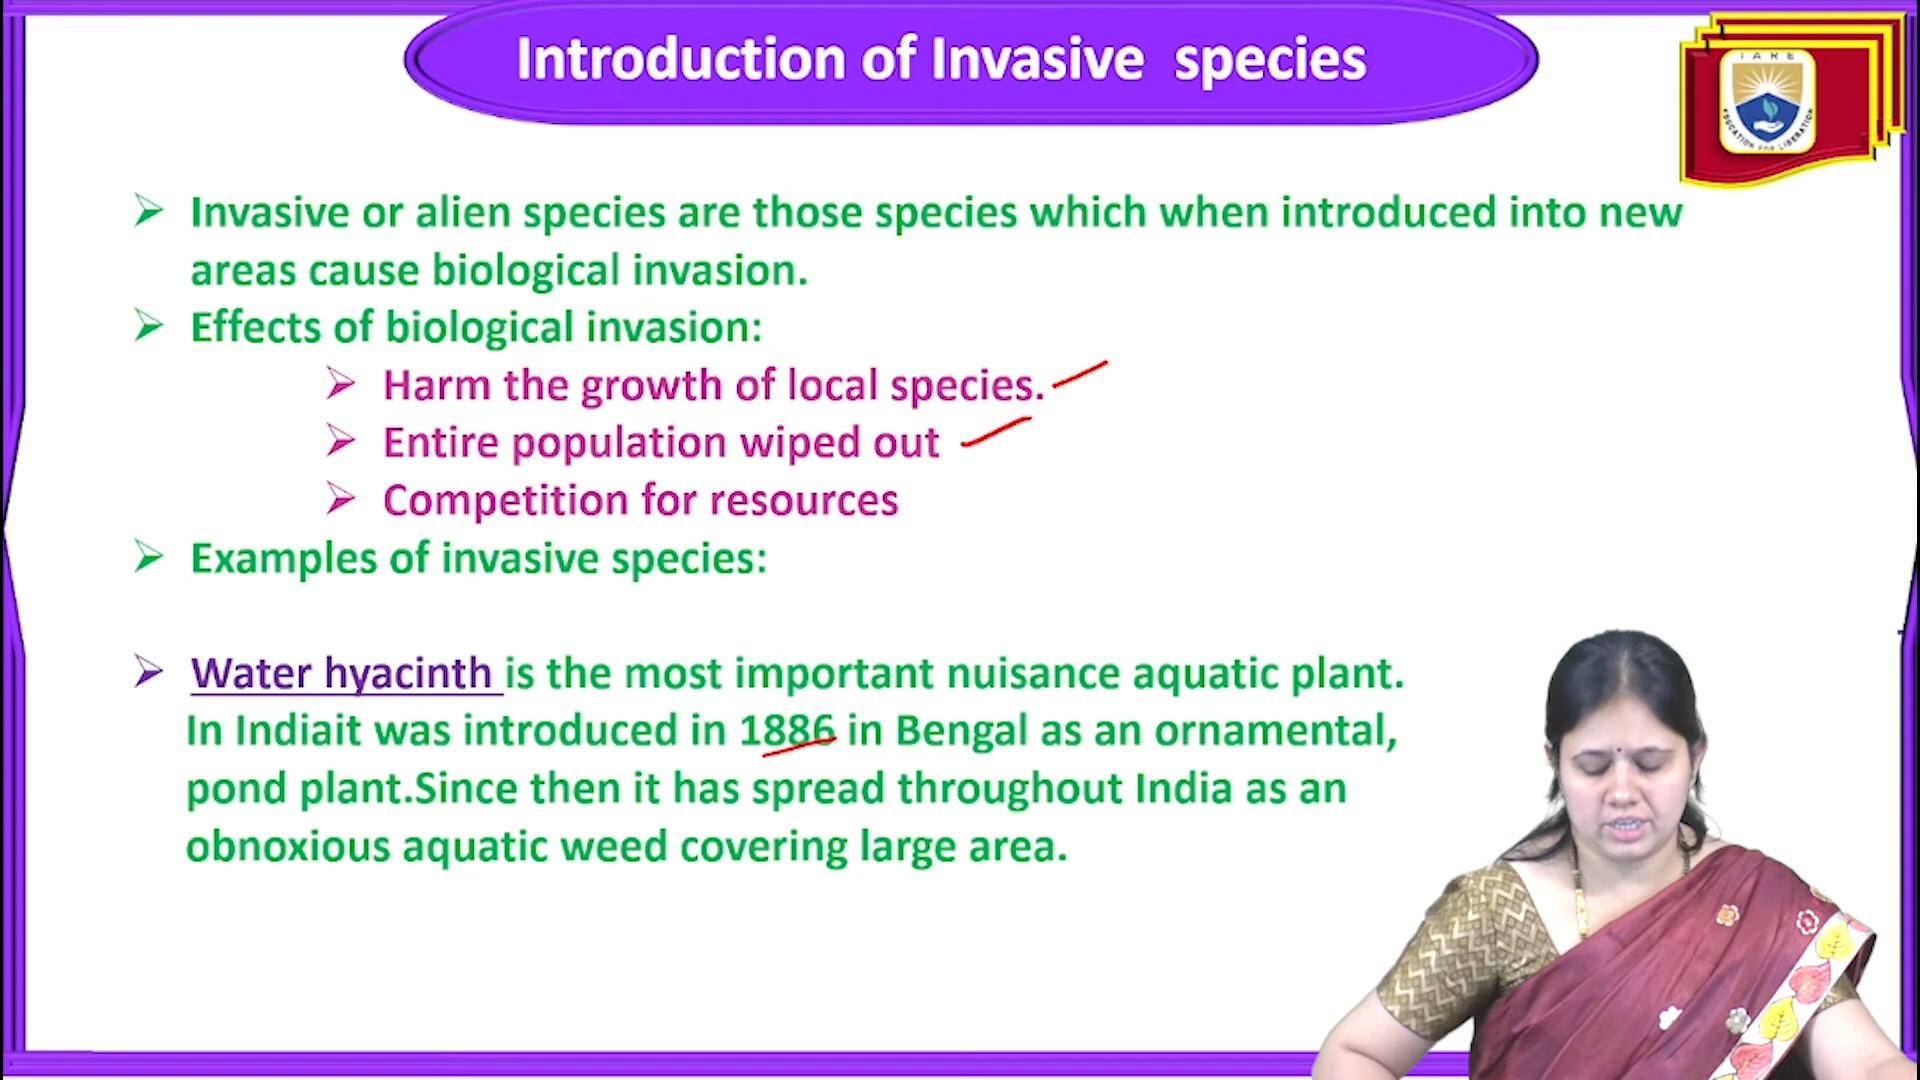 Introduction of Invasive species
IARE
EDUCATION FOR LIBERATION
Invasive or alien species are those species which when introduced into new
areas cause biological invasion.
Effects of biological invasion:
Harm the growth of local species.
Entire population wiped out
Competition for resources
Examples of invasive species:
Water hyacinth is the most important nuisance aquatic plant.
In Indiait was introduced in 1886 in Bengal as an ornamental,
pond plant.Since then it has spread throughout India as an
obnoxious aquatic weed covering large area.